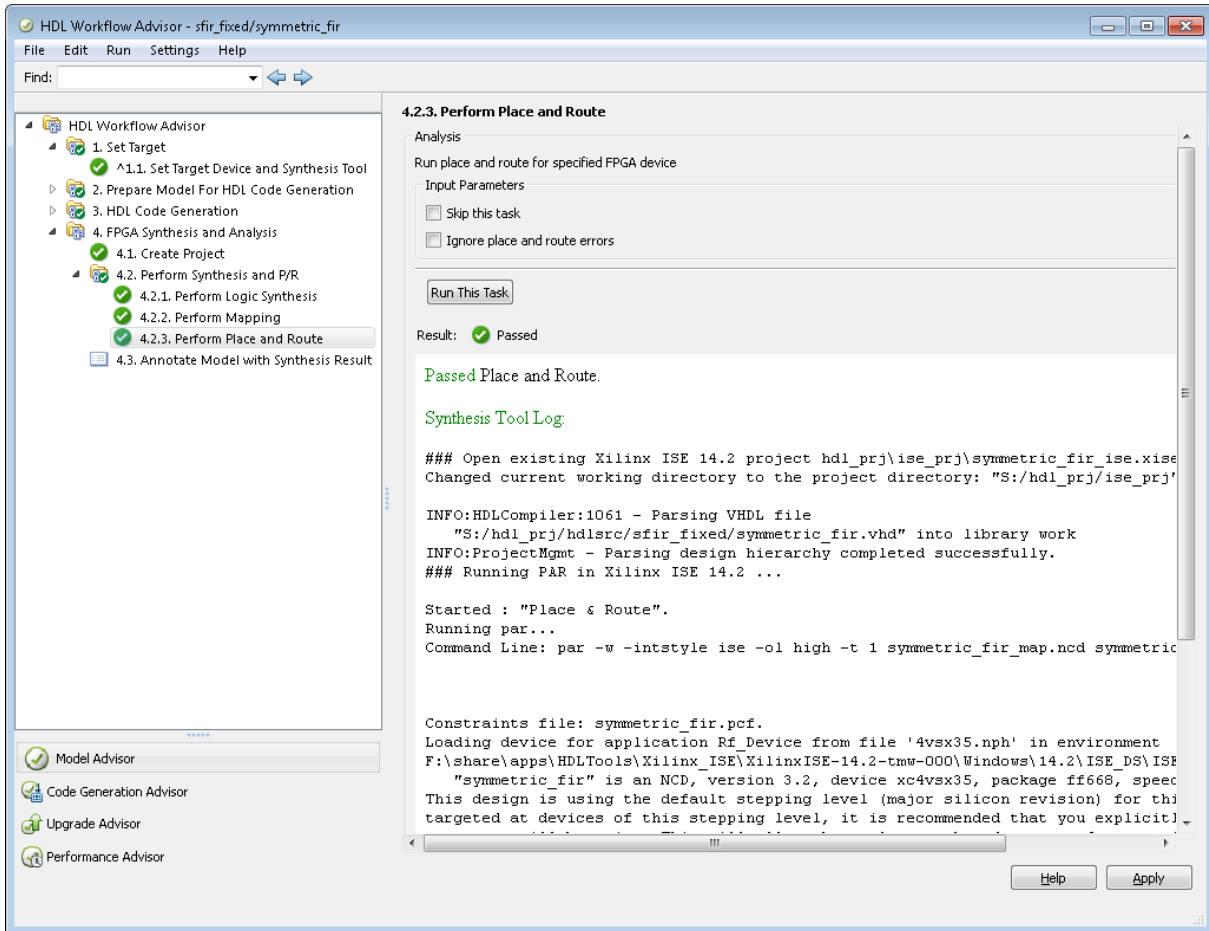 HDL Workflow Advisor - sfir_fixed/symmetric_fir
File Edit Run Settings Help
Find:
HDL Workflow Advisor
1. Set Target
^1.1. Set Target Device and Synthesis Tool
2. Prepare Model For HDL Code Generation
3. HDL Code Generation
4. FPGA Synthesis and Analysis
4.1. Create Project
4.2. Perform Synthesis and P/R
4.2.1. Perform Logic Synthesis
4.2.2. Perform Mapping
4.2.3. Perform Place and Route
4.3. Annotate Model with Synthesis Result
Model Advisor
Code Generation Advisor
Upgrade Advisor
Performance Advisor
4.2.3. Perform Place and Route
Analysis
Run place and route for specified FPGA device
Input Parameters
Skip this task
Ignore place and route errors
Run This Task
Result: Passed
Passed Place and Route.
Synthesis Tool Log:
### Open existing Xilinx ISE 14.2 project hdl_prj\ise_prj\symmetric_fir_ise.xise
Changed current working directory to the project directory: "S:/hdl_prj/ise_prj"
INFO:HDLCompiler:1061 - Parsing VHDL file
"S:/hdl_prj/hdlsrc/sfir_fixed/symmetric_fir.vhd" into library work
INFO:ProjectMgmt - Parsing design hierarchy completed successfully.
### Running PAR in Xilinx ISE 14.2 ...
Started : "Place & Route".
Running par...
Command Line: par -w -intstyle ise -ol high -t 1 symmetric_fir_map.ncd symmetric
Constraints file: symmetric_fir.pcf.
Loading device for application Rf_Device from file '4vsx35.nph' in environment
F:\share\apps\HDLTools\Xilinx_ISE\XilinxISE-14.2-tmw-000\Windows\14.2\ISE_DS\ISE
"symmetric_fir" is an NCD, version 3.2, device xc4vsx35, package ff668, speed
This design is using the default stepping level (major silicon revision) for thi
targeted at devices of this stepping level, it is recommended that you explicitl
Help
Apply